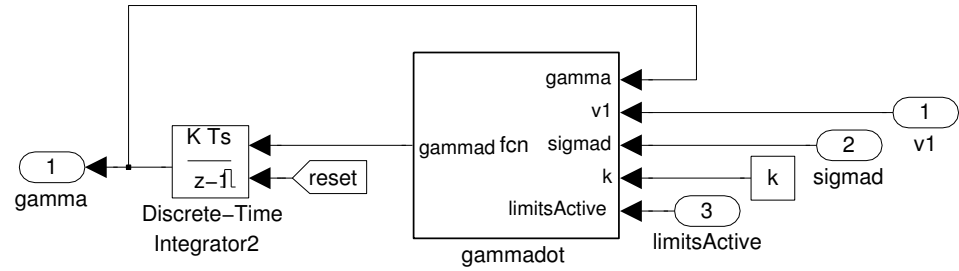 gamma
v1
1
v1
K Ts
z−1
gammad
fcn
sigmad
2
sigmad
1
gamma
reset
k
k
Discrete−Time
Integrator2
limitsActive
3
limitsActive
gammadot